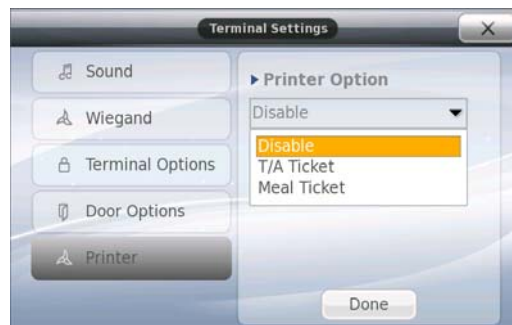 Terminal Settings
Sound
Wiegand
Terminal Options
Door Options
Printer
Printer Option
Disable
Disable
T/A Ticket
Meal Ticket
Done